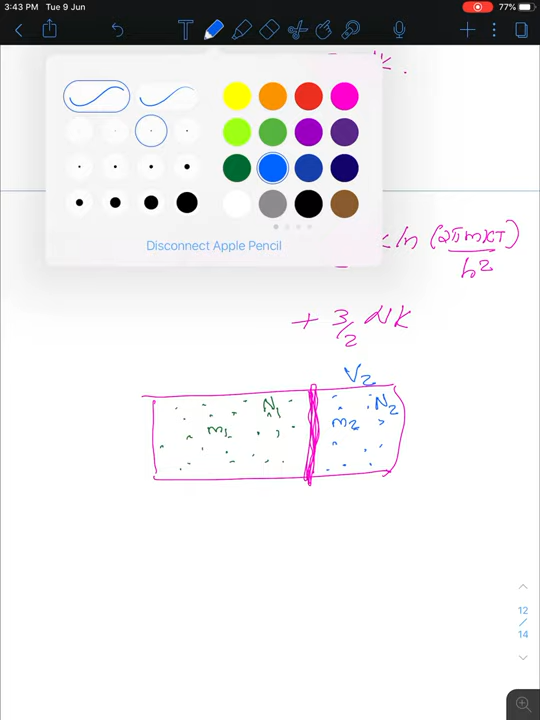 3:43 PM Tue 9 Jun
77%
T
Disconnect Apple Pencil
ln (2πmkT)
h²
+ 3/2 Nk
V₂
N₁ N₂
m₁ m₂
12
/
14